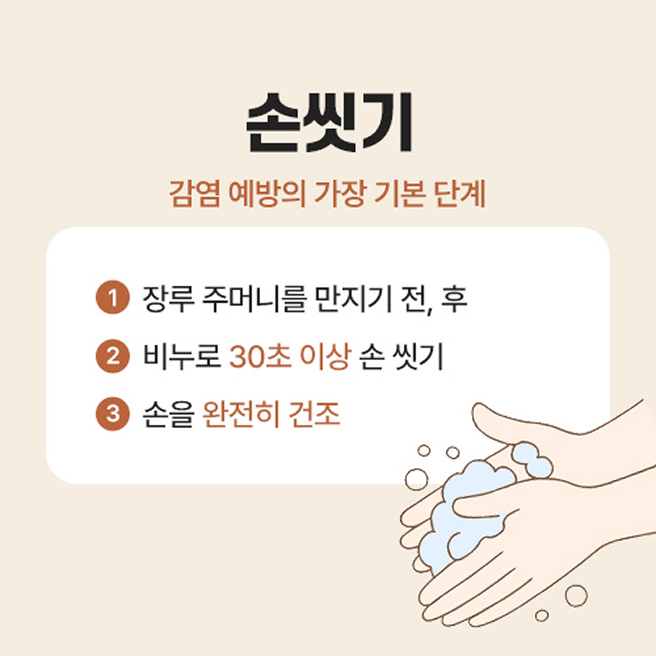 손씻기
감염 예방의 가장 기본 단계
1 장루 주머니를 만지기 전, 후
2 비누로 30초 이상 손 씻기
3 손을 완전히 건조